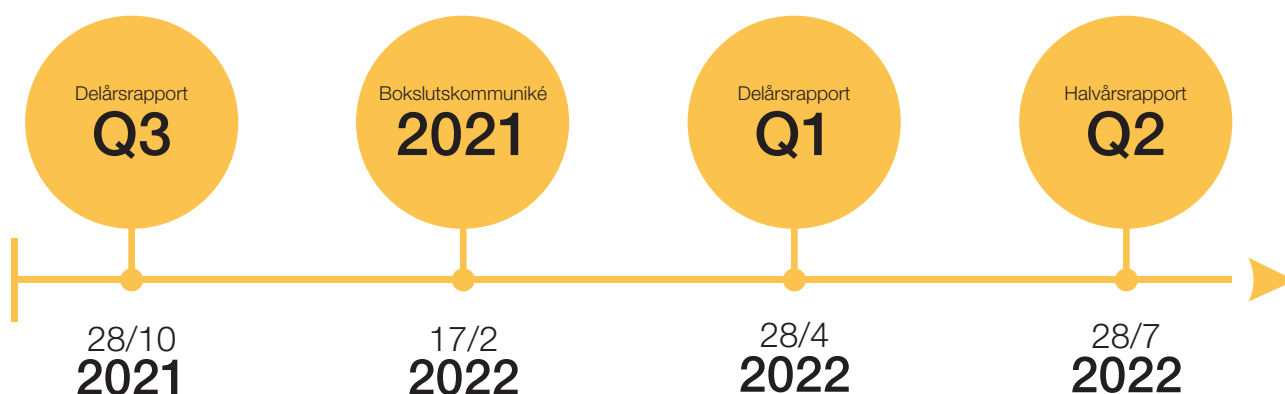 Delårsrapport
Q3
Bokslutskommuniké
2021
Delårsrapport
Q1
Halvårsrapport
Q2
28/10
2021
17/2
2022
28/4
2022
28/7
2022